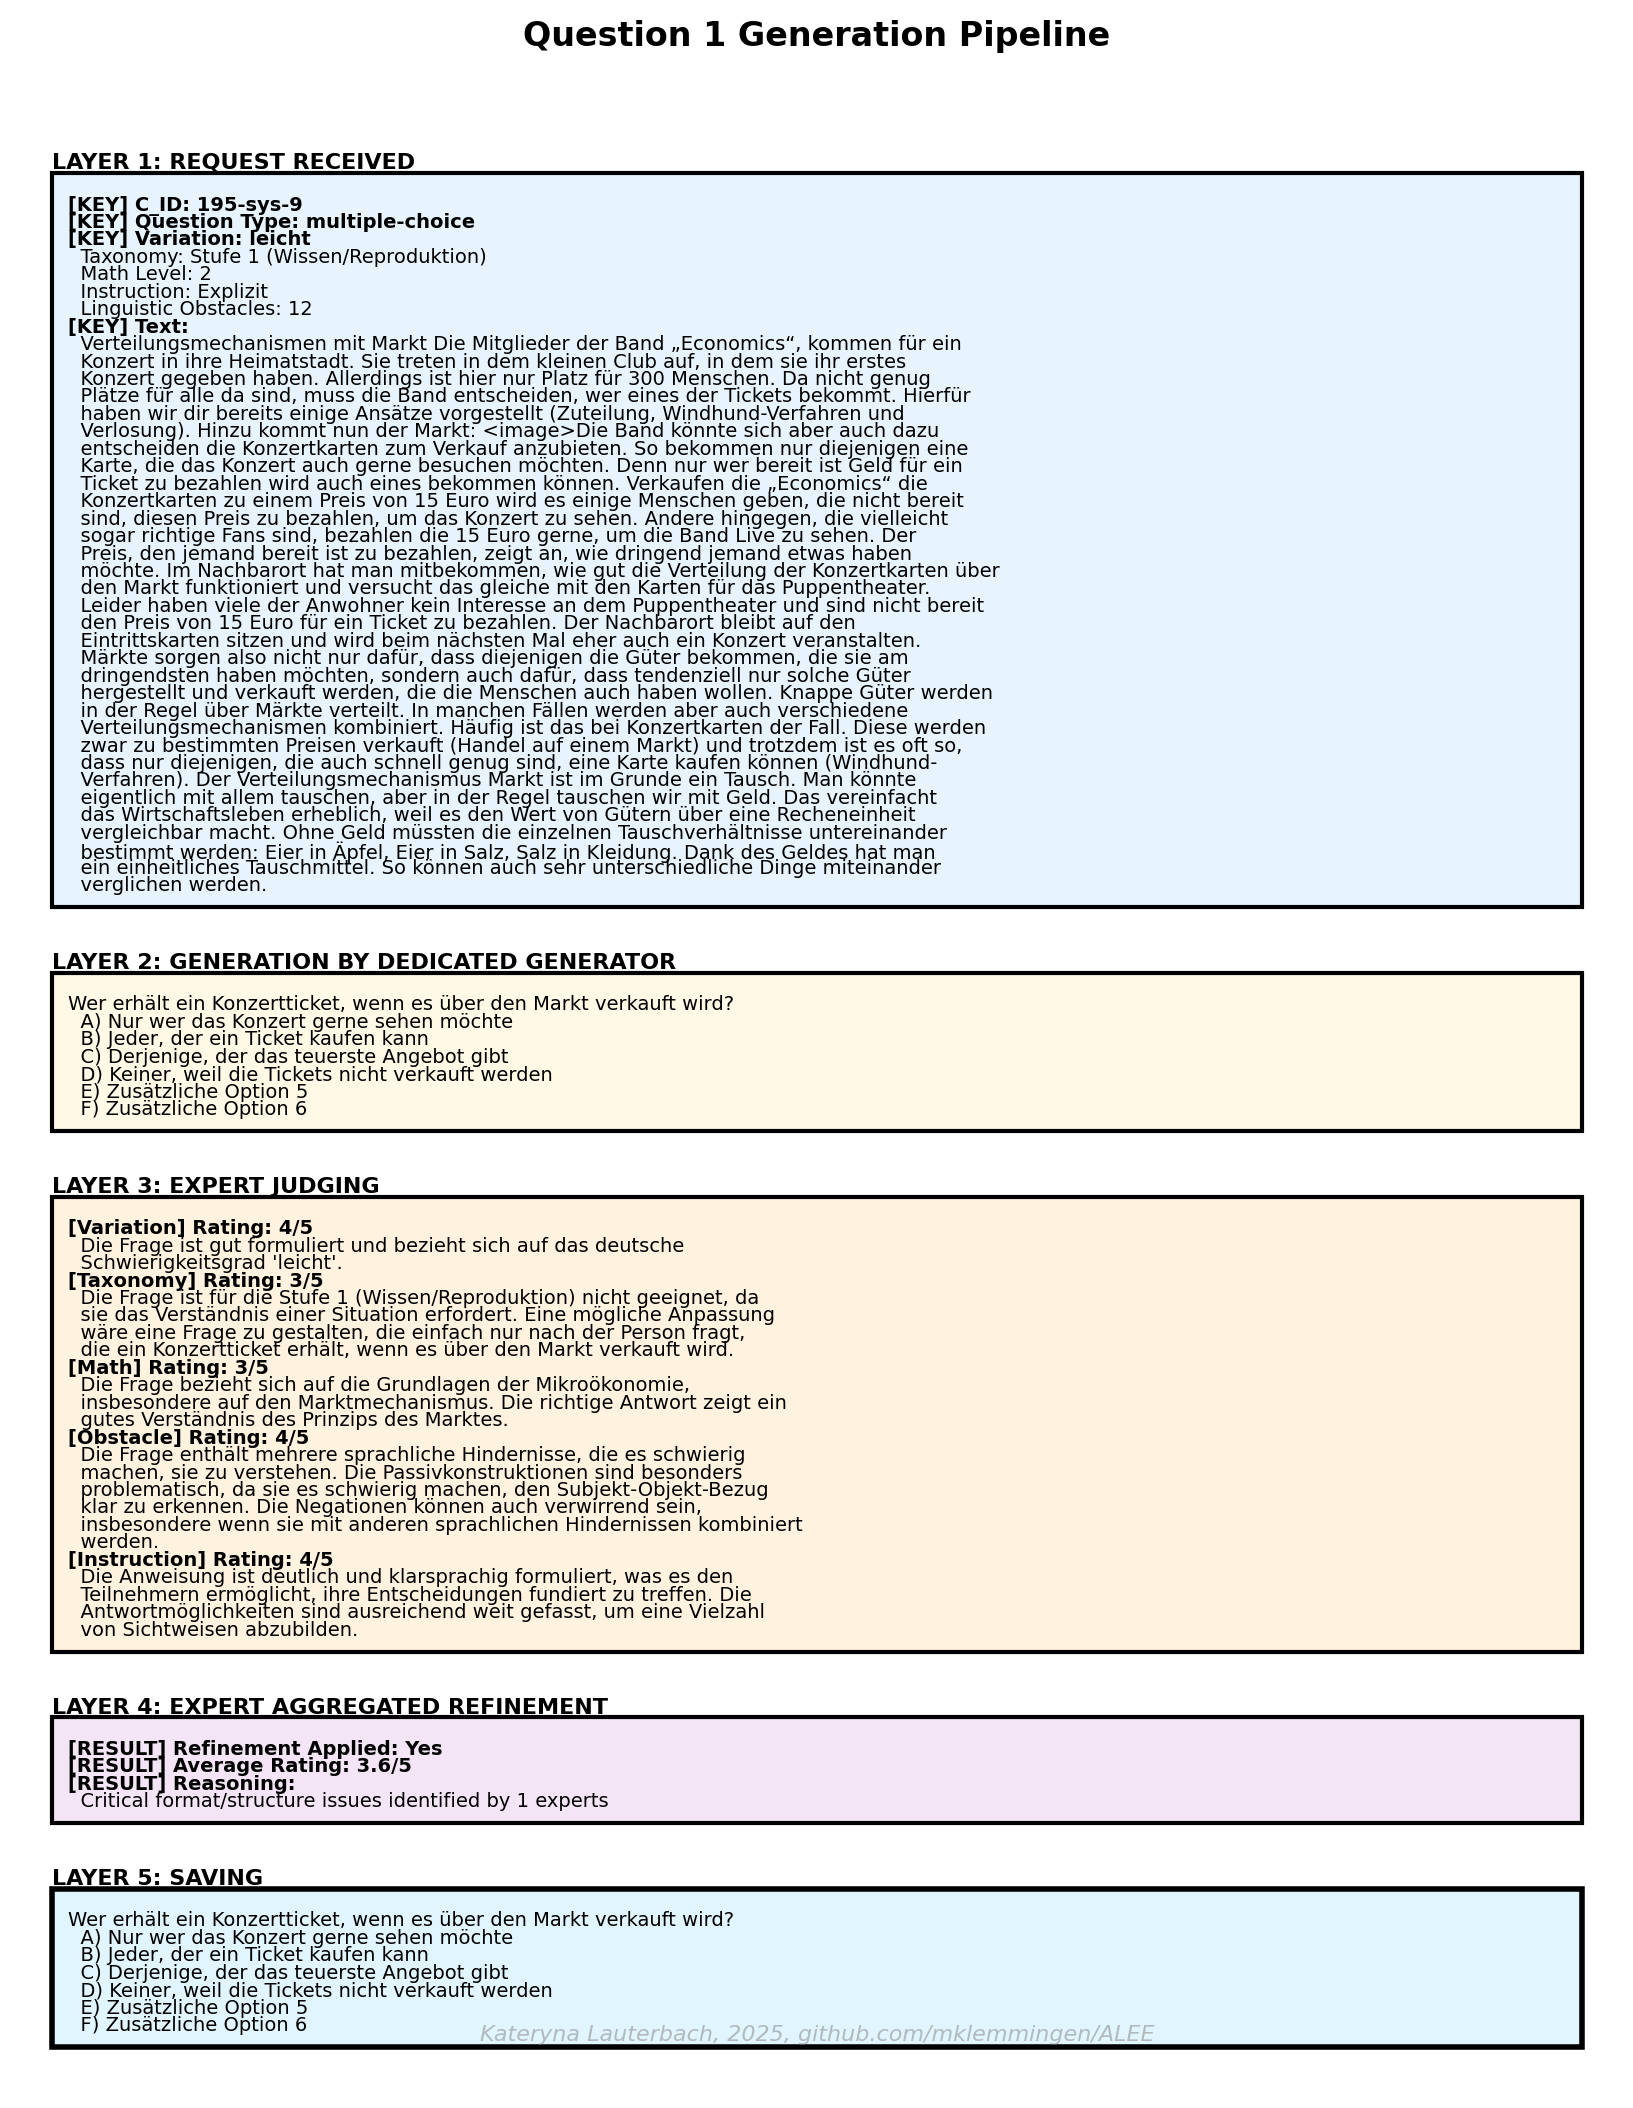 Question 1 Generation Pipeline
LAYER 1: REQUEST RECEIVED
[KEY] C_ID: 195-sys-9
[KEY] Question Type: multiple-choice
[KEY] Variation: leicht
Taxonomy: Stufe 1 (Wissen/Reproduktion)
Math Level: 2
Instruction: Explizit
Linguistic Obstacles: 12
[KEY] Text:
Verteilungsmechanismen mit Markt Die Mitglieder der Band „Economics“, kommen für ein
Konzert in ihre Heimatstadt. Sie treten in dem kleinen Club auf, in dem sie ihr erstes
Konzert gegeben haben. Allerdings ist hier nur Platz für 300 Menschen. Da nicht genug
Plätze für alle da sind, muss die Band entscheiden, wer eines der Tickets bekommt. Hierfür
haben wir dir bereits einige Ansätze vorgestellt (Zuteilung, Windhund-Verfahren und
Verlosung). Hinzu kommt nun der Markt: <image>Die Band könnte sich aber auch dazu
entscheiden die Konzertkarten zum Verkauf anzubieten. So bekommen nur diejenigen eine
Karte, die das Konzert auch gerne besuchen möchten. Denn nur wer bereit ist Geld für ein
Ticket zu bezahlen wird auch eines bekommen können. Verkaufen die „Economics“ die
Konzertkarten zu einem Preis von 15 Euro wird es einige Menschen geben, die nicht bereit
sind, diesen Preis zu bezahlen, um das Konzert zu sehen. Andere hingegen, die vielleicht
sogar richtige Fans sind, bezahlen die 15 Euro gerne, um die Band Live zu sehen. Der
Preis, den jemand bereit ist zu bezahlen, zeigt an, wie dringend jemand etwas haben
möchte. Im Nachbarort hat man mitbekommen, wie gut die Verteilung der Konzertkarten über
den Markt funktioniert und versucht das gleiche mit den Karten für das Puppentheater.
Leider haben viele der Anwohner kein Interesse an dem Puppentheater und sind nicht bereit
den Preis von 15 Euro für ein Ticket zu bezahlen. Der Nachbarort bleibt auf den
Eintrittskarten sitzen und wird beim nächsten Mal eher auch ein Konzert veranstalten.
Märkte sorgen also nicht nur dafür, dass diejenigen die Güter bekommen, die sie am
dringendsten haben möchten, sondern auch dafür, dass tendenziell nur solche Güter
hergestellt und verkauft werden, die die Menschen auch haben wollen. Knappe Güter werden
in der Regel über Märkte verteilt. In manchen Fällen werden aber auch verschiedene
Verteilungsmechanismen kombiniert. Häufig ist das bei Konzertkarten der Fall. Diese werden
zwar zu bestimmten Preisen verkauft (Handel auf einem Markt) und trotzdem ist es oft so,
dass nur diejenigen, die auch schnell genug sind, eine Karte kaufen können (Windhund-
Verfahren). Der Verteilungsmechanismus Markt ist im Grunde ein Tausch. Man könnte
eigentlich mit allem tauschen, aber in der Regel tauschen wir mit Geld. Das vereinfacht
das Wirtschaftsleben erheblich, weil es den Wert von Gütern über eine Recheneinheit
vergleichbar macht. Ohne Geld müssten die einzelnen Tauschverhältnisse untereinander
bestimmt werden: Eier in Äpfel, Eier in Salz, Salz in Kleidung. Dank des Geldes hat man
ein einheitliches Tauschmittel. So können auch sehr unterschiedliche Dinge miteinander
verglichen werden.
LAYER 2: GENERATION BY DEDICATED GENERATOR
Wer erhält ein Konzertticket, wenn es über den Markt verkauft wird?
A) Nur wer das Konzert gerne sehen möchte
B) Jeder, der ein Ticket kaufen kann
C) Derjenige, der das teuerste Angebot gibt
D) Keiner, weil die Tickets nicht verkauft werden
E) Zusätzliche Option 5
F) Zusätzliche Option 6
LAYER 3: EXPERT JUDGING
[Variation] Rating: 4/5
Die Frage ist gut formuliert und bezieht sich auf das deutsche
Schwierigkeitsgrad 'leicht'.
[Taxonomy] Rating: 3/5
Die Frage ist für die Stufe 1 (Wissen/Reproduktion) nicht geeignet, da
sie das Verständnis einer Situation erfordert. Eine mögliche Anpassung
wäre eine Frage zu gestalten, die einfach nur nach der Person fragt,
die ein Konzertticket erhält, wenn es über den Markt verkauft wird.
[Math] Rating: 3/5
Die Frage bezieht sich auf die Grundlagen der Mikroökonomie,
insbesondere auf den Marktmechanismus. Die richtige Antwort zeigt ein
gutes Verständnis des Prinzips des Marktes.
[Obstacle] Rating: 4/5
Die Frage enthält mehrere sprachliche Hindernisse, die es schwierig
machen, sie zu verstehen. Die Passivkonstruktionen sind besonders
problematisch, da sie es schwierig machen, den Subjekt-Objekt-Bezug
klar zu erkennen. Die Negationen können auch verwirrend sein,
insbesondere wenn sie mit anderen sprachlichen Hindernissen kombiniert
werden.
[Instruction] Rating: 4/5
Die Anweisung ist deutlich und klarsprachig formuliert, was es den
Teilnehmern ermöglicht, ihre Entscheidungen fundiert zu treffen. Die
Antwortmöglichkeiten sind ausreichend weit gefasst, um eine Vielzahl
von Sichtweisen abzubilden.
LAYER 4: EXPERT AGGREGATED REFINEMENT
[RESULT] Refinement Applied: Yes
[RESULT] Average Rating: 3.6/5
[RESULT] Reasoning:
Critical format/structure issues identified by 1 experts
LAYER 5: SAVING
Wer erhält ein Konzertticket, wenn es über den Markt verkauft wird?
A) Nur wer das Konzert gerne sehen möchte
B) Jeder, der ein Ticket kaufen kann
C) Derjenige, der das teuerste Angebot gibt
D) Keiner, weil die Tickets nicht verkauft werden
E) Zusätzliche Option 5
F) Zusätzliche Option 6
Kateryna Lauterbach, 2025, github.com/mklemmingen/ALEE